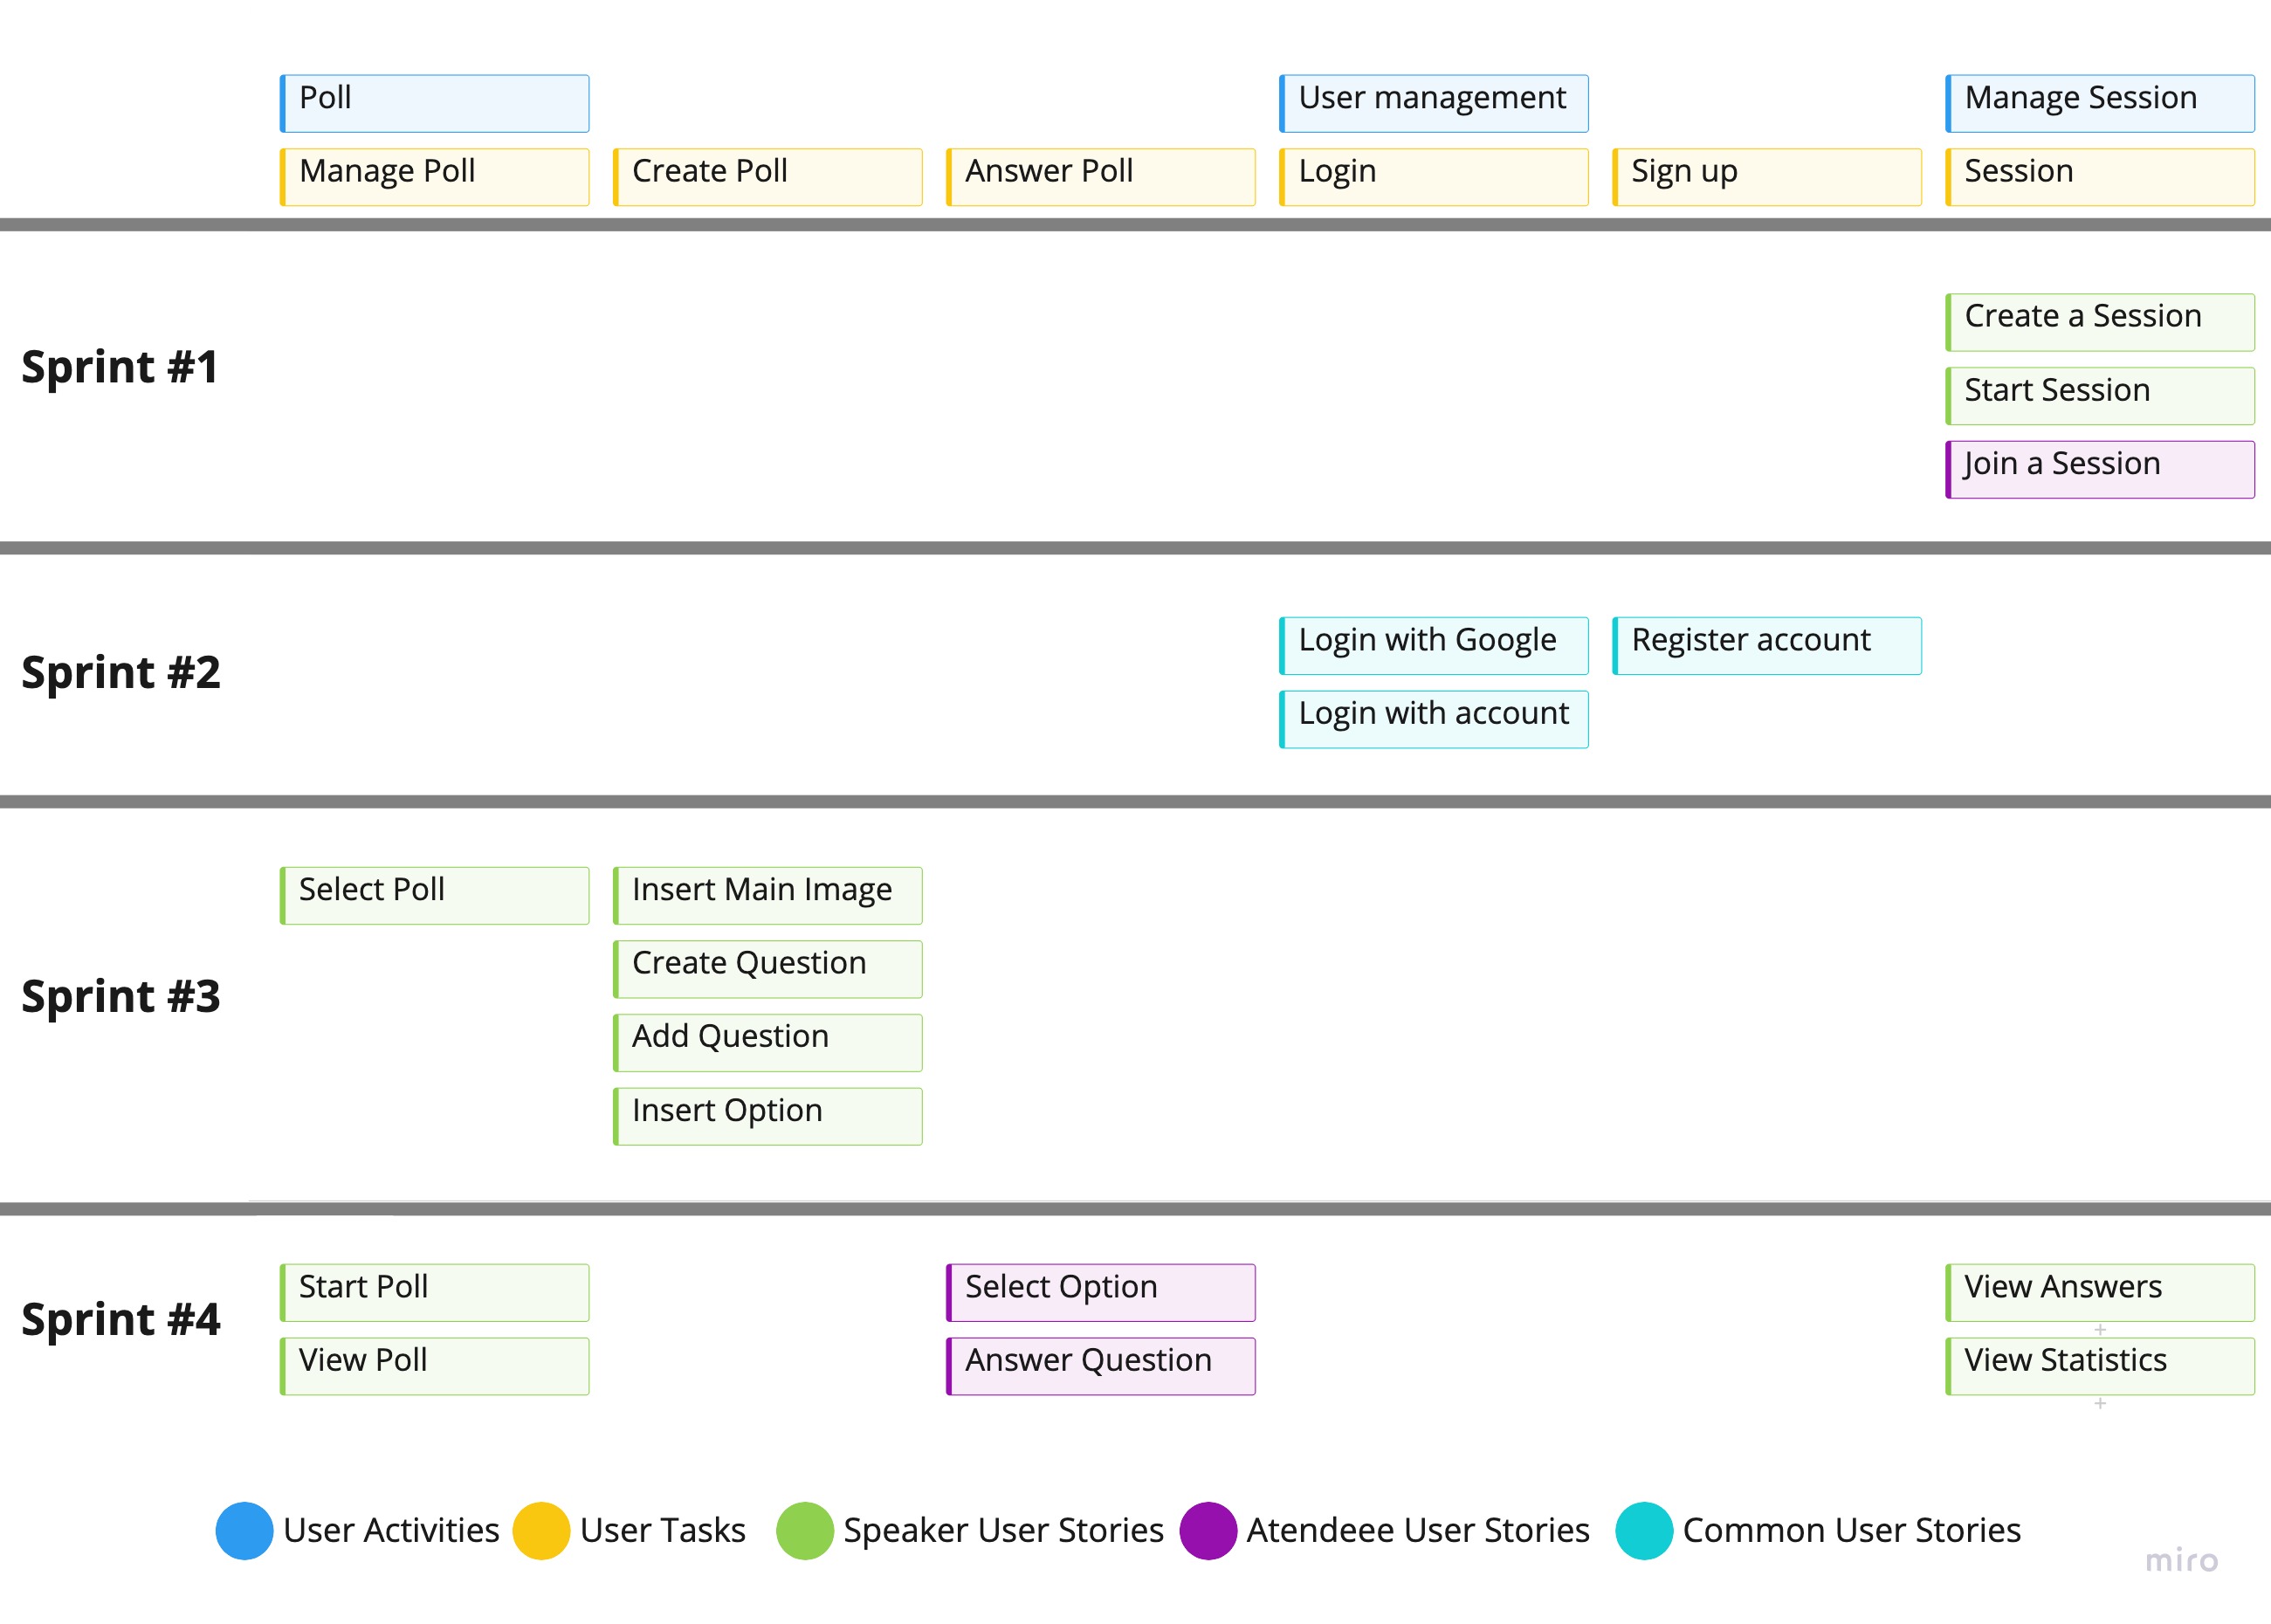 Poll
User management
Manage Session
Manage Poll
Create Poll
Answer Poll
Login
Sign up
Session
Sprint #1
Create a Session
Start Session
Join a Session
Sprint #2
Login with Google
Register account
Login with account
Sprint #3
Select Poll
Insert Main Image
Create Question
Add Question
Insert Option
Sprint #4
Start Poll
Select Option
View Answers
View Poll
Answer Question
View Statistics
User Activities
User Tasks
Speaker User Stories
Atendeee User Stories
Common User Stories
miro